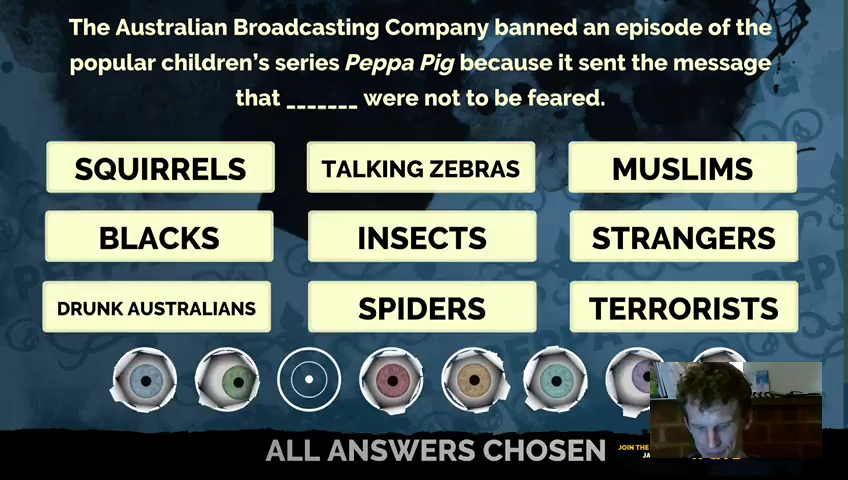 The Australian Broadcasting Company banned an episode of the
popular children's series Peppa Pig because it sent the message
that _______ were not to be feared.
SQUIRRELS
TALKING ZEBRAS
MUSLIMS
BLACKS
INSECTS
STRANGERS
DRUNK AUSTRALIANS
SPIDERS
TERRORISTS
ALL ANSWERS CHOSEN
JOIN THE